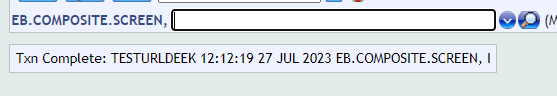 EB.COMPOSITE.SCREEN, (M
Txn Complete: TESTURLDEEK 12:12:19 27 JUL 2023 EB.COMPOSITE.SCREEN, I